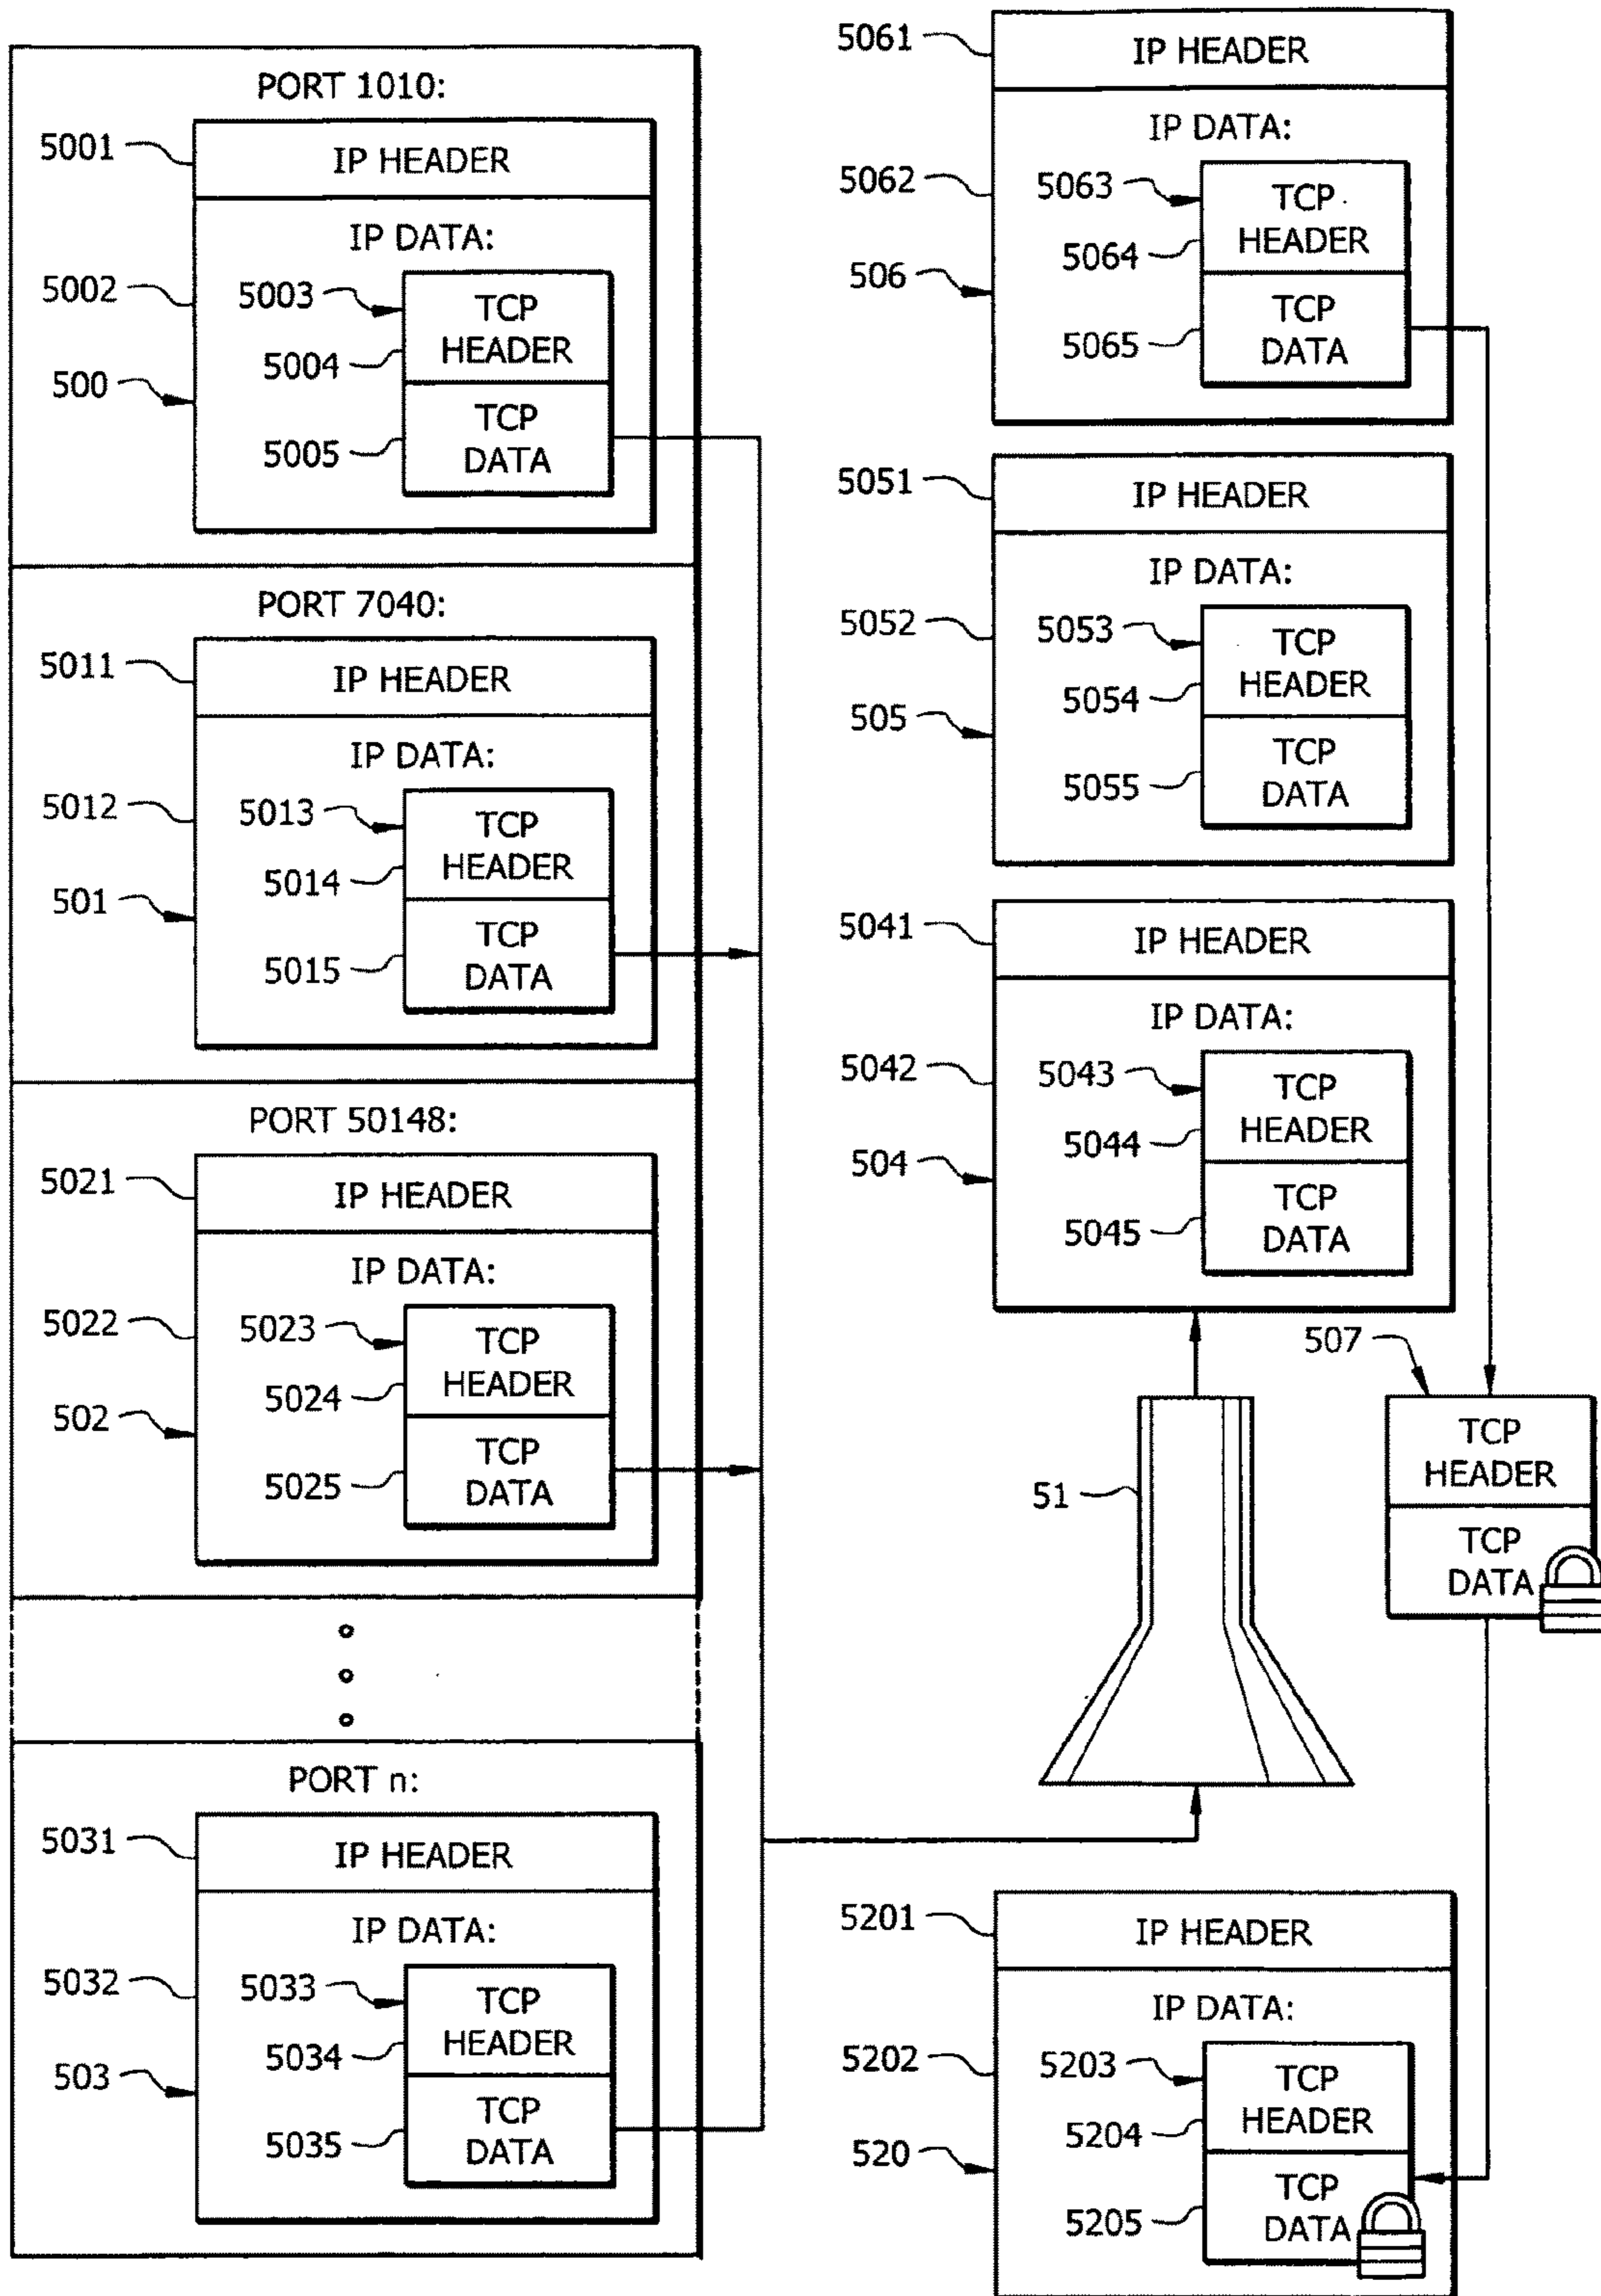 PORT 1010:
5001
IP HEADER
IP DATA:
5002
5003
TCP
HEADER
5004
500
TCP
DATA
5005
PORT 7040:
5011
IP HEADER
IP DATA:
5012
5013
TCP
HEADER
5014
501
TCP
DATA
5015
PORT 50148:
5021
IP HEADER
IP DATA:
5022
5023
TCP
HEADER
5024
502
TCP
DATA
5025
PORT n:
5031
IP HEADER
IP DATA:
5032
5033
TCP
HEADER
5034
503
TCP
DATA
5035
5061
IP HEADER
IP DATA:
5062
5063
TCP
HEADER
5064
506
TCP
DATA
5065
5051
IP HEADER
IP DATA:
5052
5053
TCP
HEADER
5054
505
TCP
DATA
5055
5041
IP HEADER
IP DATA:
5042
5043
TCP
HEADER
5044
504
TCP
DATA
5045
507
TCP
HEADER
TCP
DATA
51
5201
IP HEADER
IP DATA:
5202
5203
TCP
HEADER
5204
520
TCP
DATA
5205